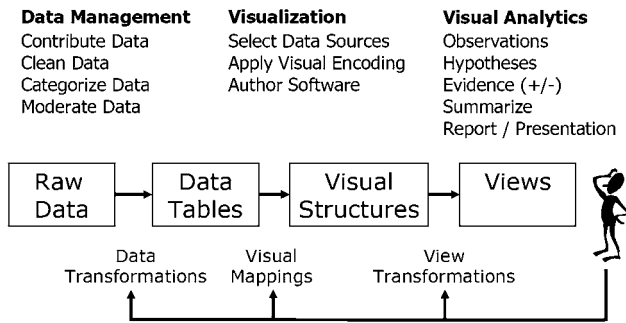 Data Management
Contribute Data
Clean Data
Categorize Data
Moderate Data
Visualization
Select Data Sources
Apply Visual Encoding
Author Software
Visual Analytics
Observations
Hypotheses
Evidence (+/-)
Summarize
Report / Presentation
Raw
Data
Data
Tables
Visual
Structures
Views
Data
Transformations
Visual
Mappings
View
Transformations